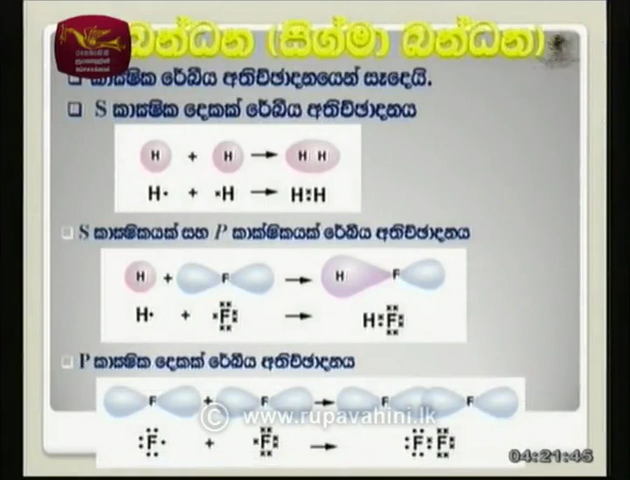 බන්ධන (සිග්මා බන්ධන)
කාක්ෂික රේඛීය අතිච්ඡාදනයෙන් සෑදෙයි.
S කාක්ෂික දෙකක් රේඛීය අතිච්ඡාදනය
H + H H H
H + H H H
S කාක්ෂිකයක් සහ P කාක්ෂිකයක් රේඛීය අතිච්ඡාදනය
H + F H F
H + F H F
P කාක්ෂික දෙකක් රේඛීය අතිච්ඡාදනය
F + F F F
© www.rupavahini.lk
F + F F F
04:21:45